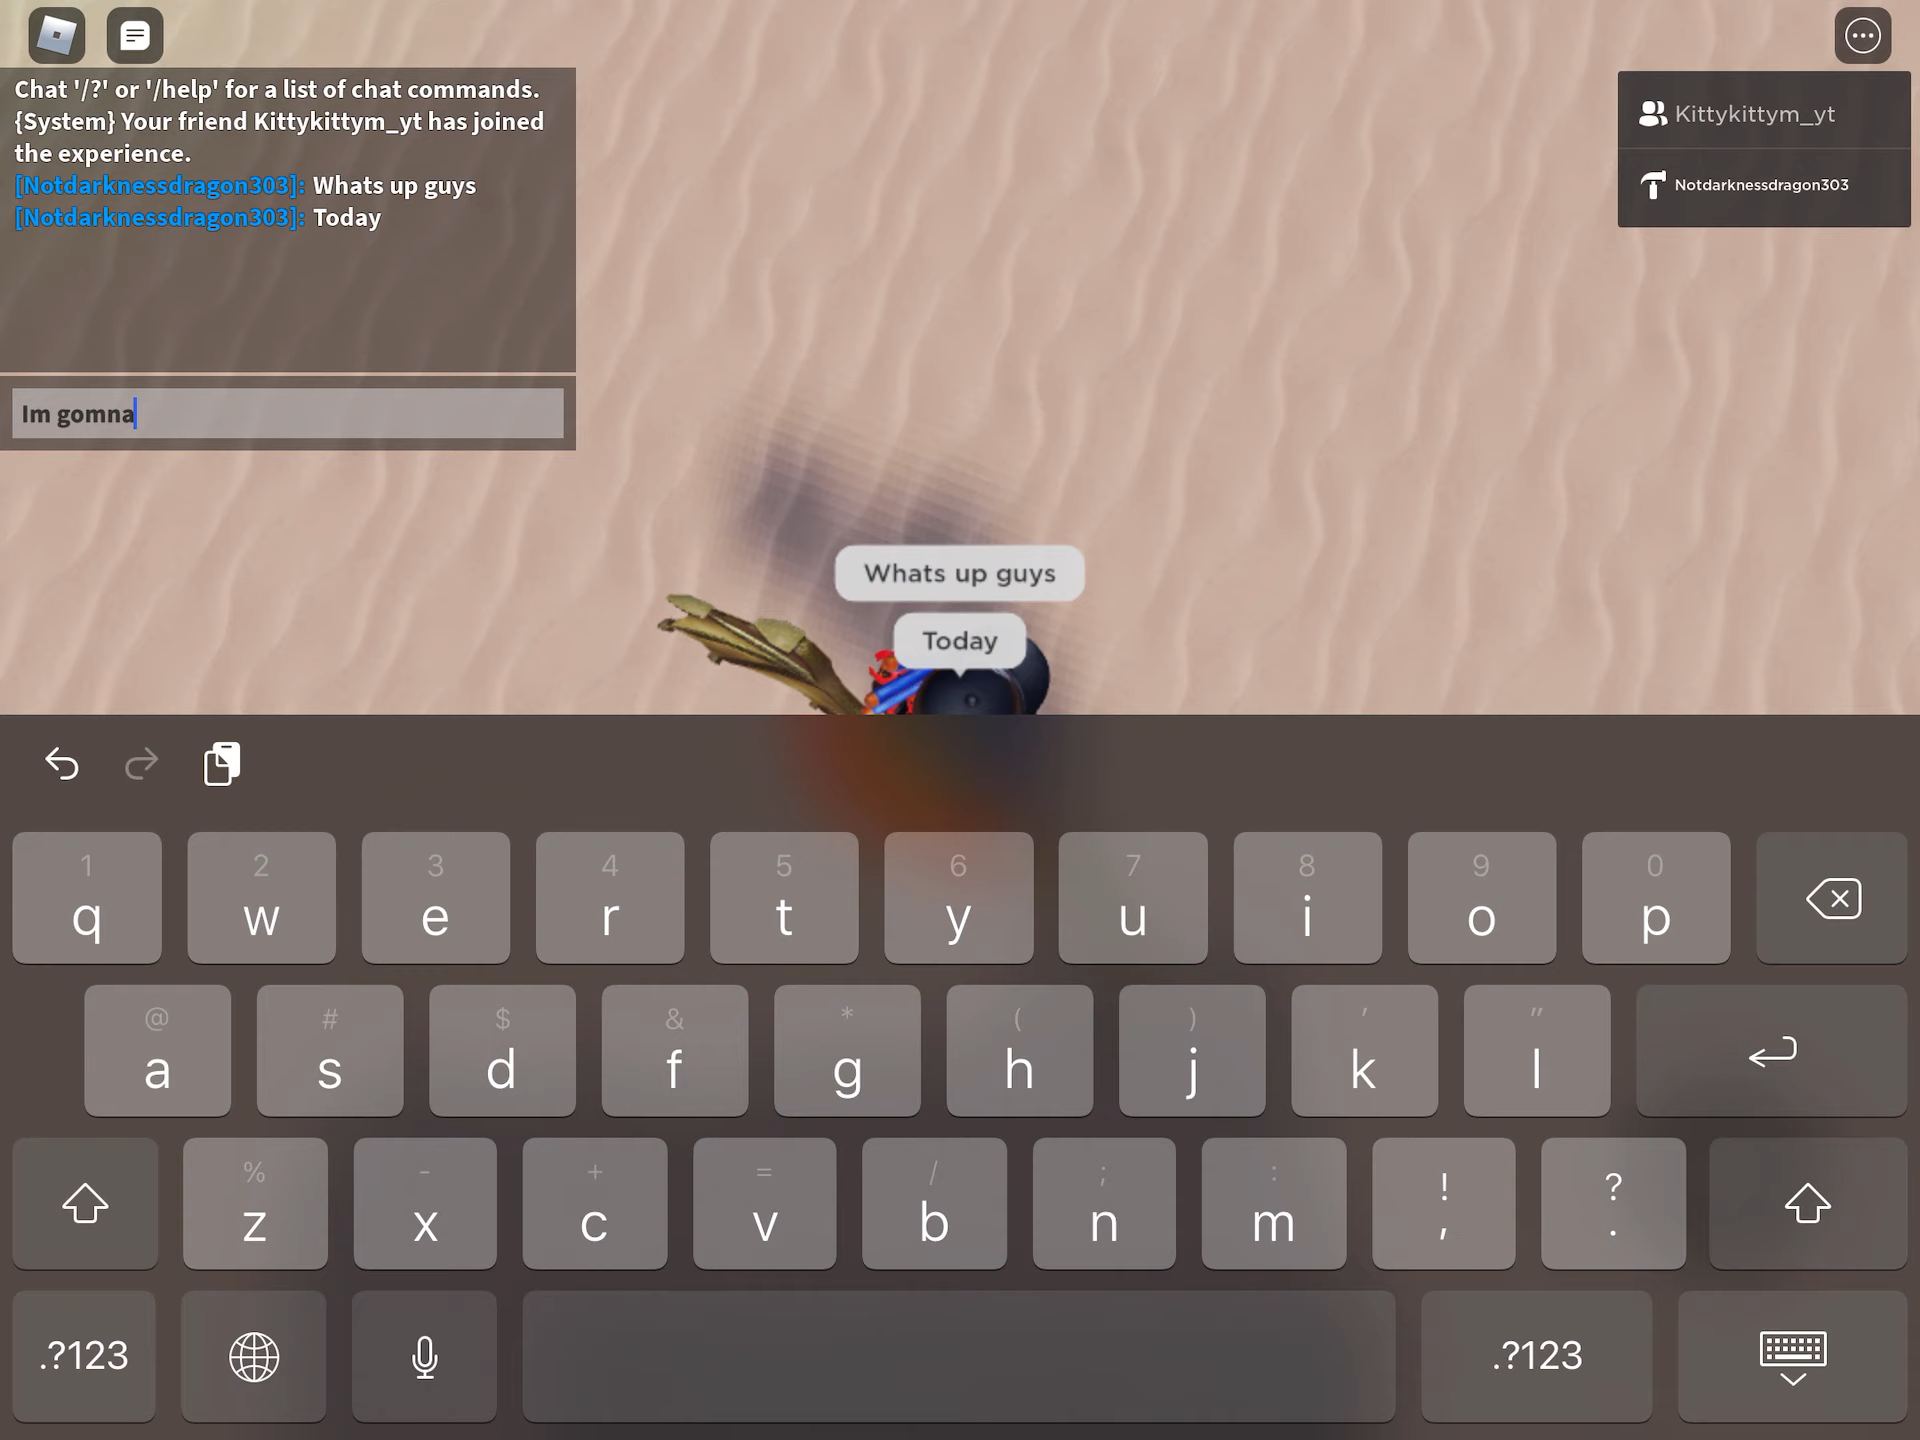 Chat '/?' or '/help' for a list of chat commands.
{System} Your friend Kittykittym_yt has joined
the experience.
[Notdarknessdragon303]: Whats up guys
[Notdarknessdragon303]: Today
Im gomna
Kittykittym_yt
Notdarknessdragon303
Whats up guys
Today
1 2 3 4 5 6 7 8 9 0
q w e r t y u i o p
@ # $ & * ( ) ' "
a s d f g h j k l
% - + = / ; : ! ?
z x c v b n m , .
.?123 .?123